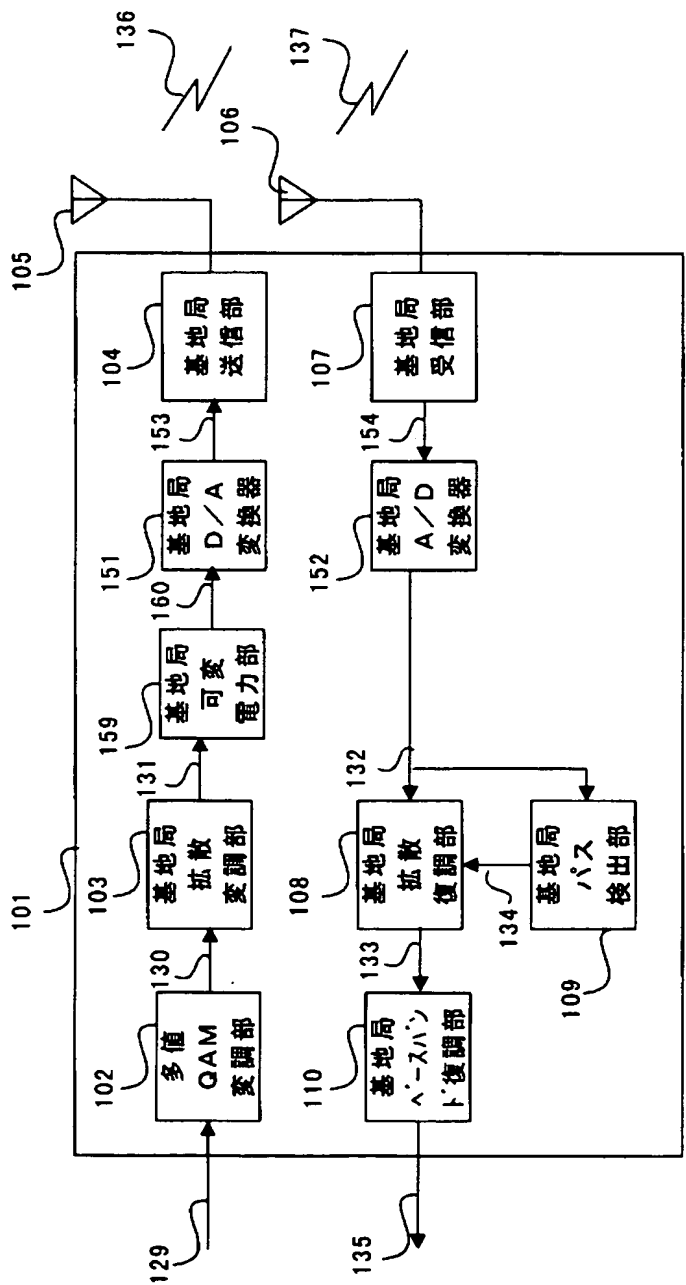 101
129
102
多値
QAM
変調部
130
103
基地局
拡散
変調部
131
159
基地局
可変
電力部
160
151
基地局
D/A
変換器
153
104
基地局
送信部
105
136
135
110
基地局
ベースバン
ド復調部
133
108
基地局
拡散
復調部
134
109
基地局
パス
検出部
132
152
基地局
A/D
変換器
154
107
基地局
受信部
106
137